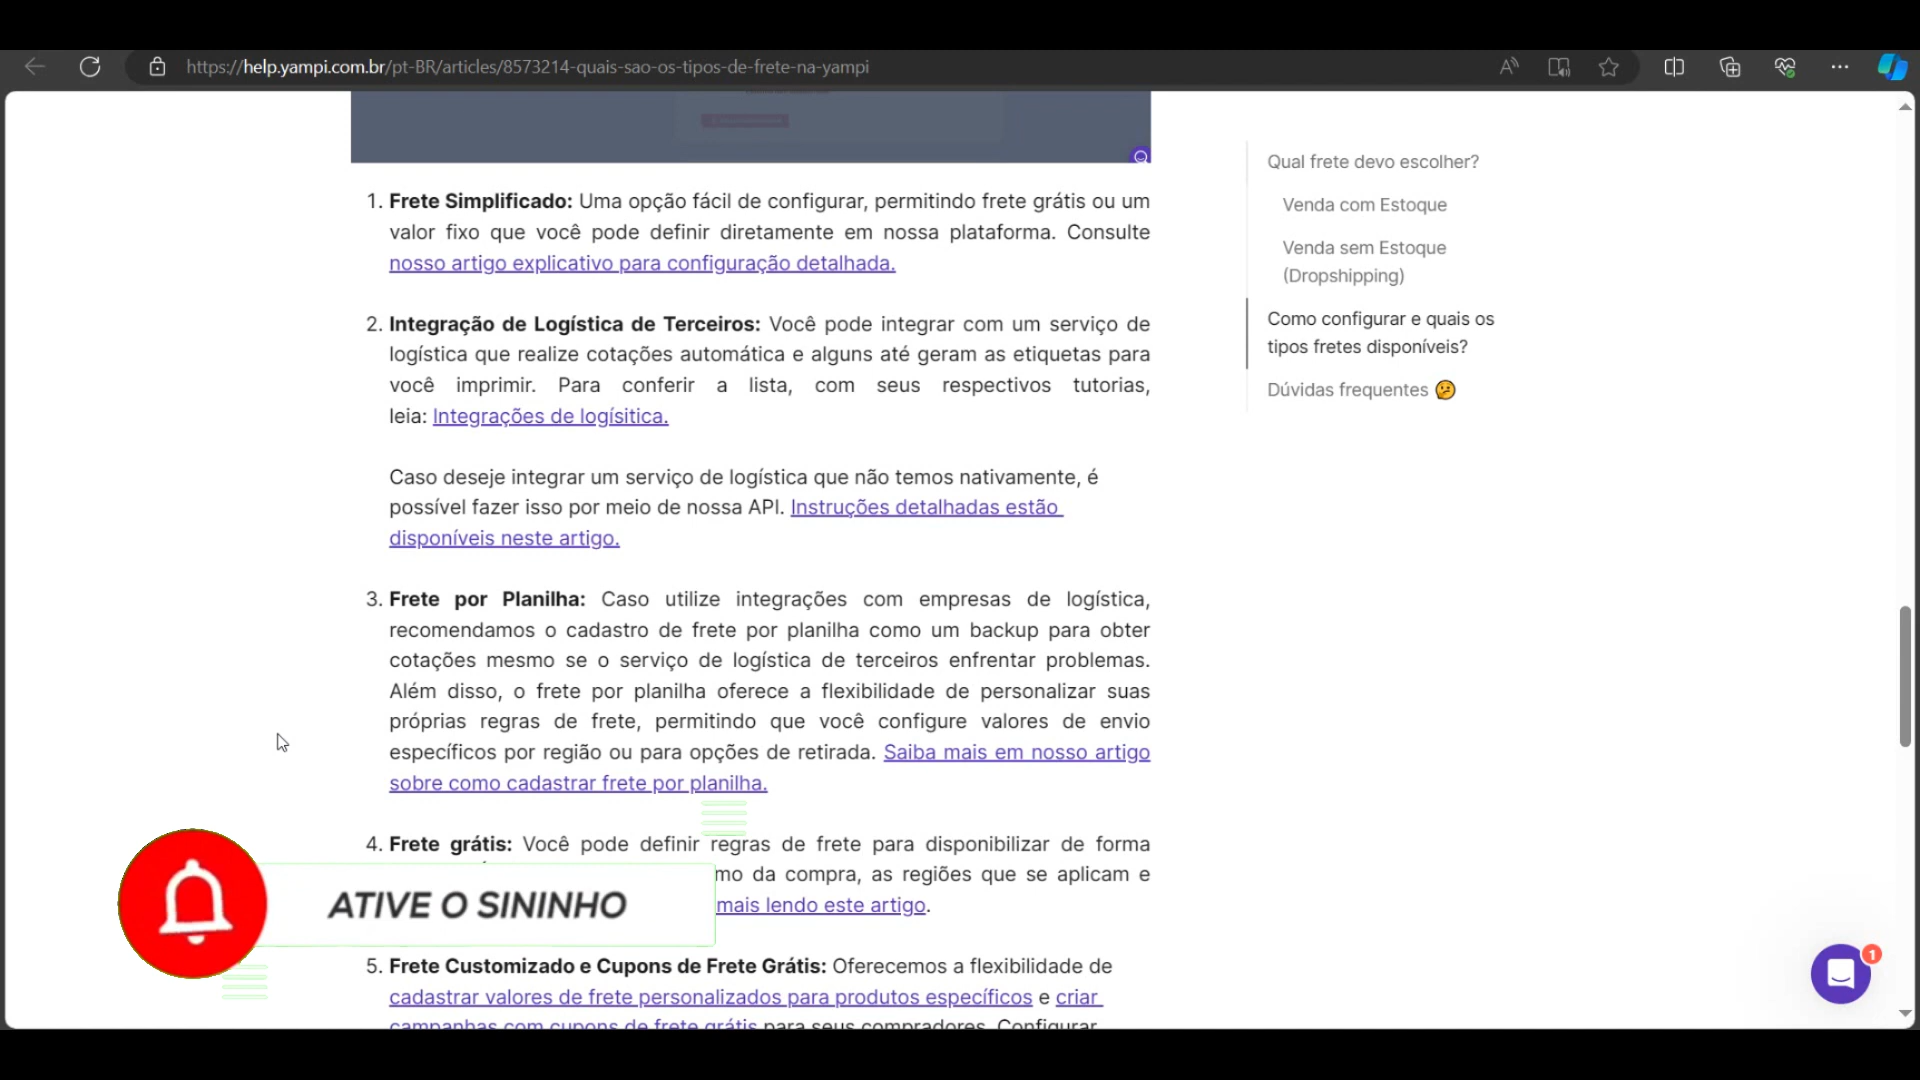 https://help.yampi.com.br/pt-BR/articles/8573214-quais-sao-os-tipos-de-frete-na-yampi
1. Frete Simplificado: Uma opção fácil de configurar, permitindo frete grátis ou um
valor fixo que você pode definir diretamente em nossa plataforma. Consulte
nosso artigo explicativo para configuração detalhada.
2. Integração de Logística de Terceiros: Você pode integrar com um serviço de
logística que realize cotações automática e alguns até geram as etiquetas para
você imprimir. Para conferir a lista, com seus respectivos tutorias,
leia: Integrações de logísitica.
Caso deseje integrar um serviço de logística que não temos nativamente, é
possível fazer isso por meio de nossa API. Instruções detalhadas estão
disponíveis neste artigo.
3. Frete por Planilha: Caso utilize integrações com empresas de logística,
recomendamos o cadastro de frete por planilha como um backup para obter
cotações mesmo se o serviço de logística de terceiros enfrentar problemas.
Além disso, o frete por planilha oferece a flexibilidade de personalizar suas
próprias regras de frete, permitindo que você configure valores de envio
específicos por região ou para opções de retirada. Saiba mais em nosso artigo
sobre como cadastrar frete por planilha.
4. Frete grátis: Você pode definir regras de frete para disponibilizar de forma
mo da compra, as regiões que se aplicam e
mais lendo este artigo.
ATIVE O SININHO
5. Frete Customizado e Cupons de Frete Grátis: Oferecemos a flexibilidade de
cadastrar valores de frete personalizados para produtos específicos e criar
campanhas com cupons de frete grátis para seus compradores. Configurar
Qual frete devo escolher?
Venda com Estoque
Venda sem Estoque
(Dropshipping)
Como configurar e quais os
tipos fretes disponíveis?
Dúvidas frequentes 🤔
1